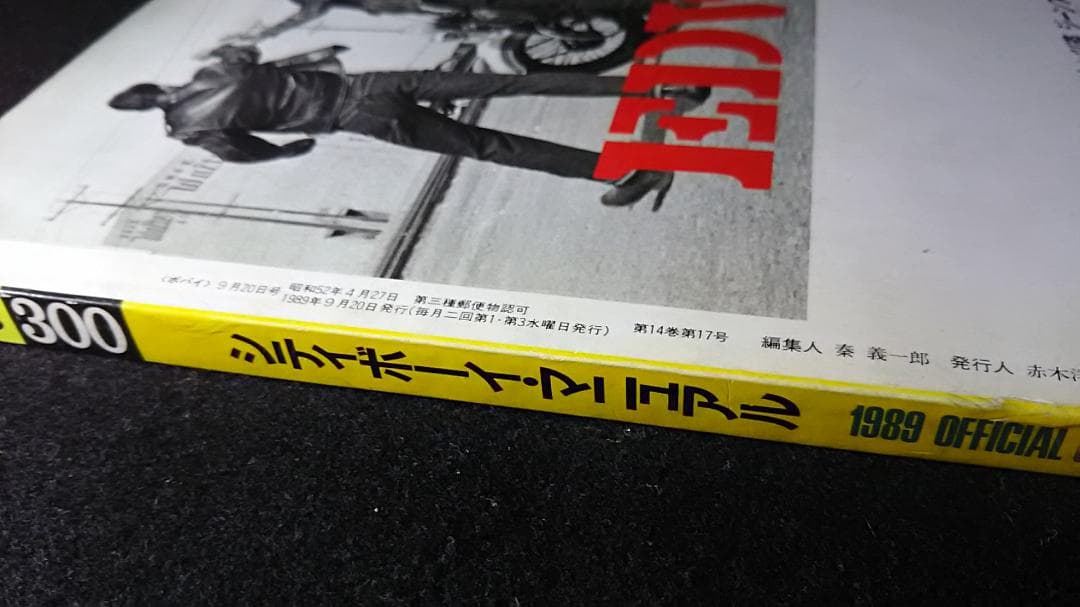 EDW
〈ポパイ〉9月20日号 昭和52年4月27日 第三種郵便物認可
1989年9月20日発行(毎月二回第1・第3水曜日発行) 第14巻第17号 編集人 秦 義一郎 発行人 赤木
300 シティボーイ・マニュアル 1989 OFFICIAL